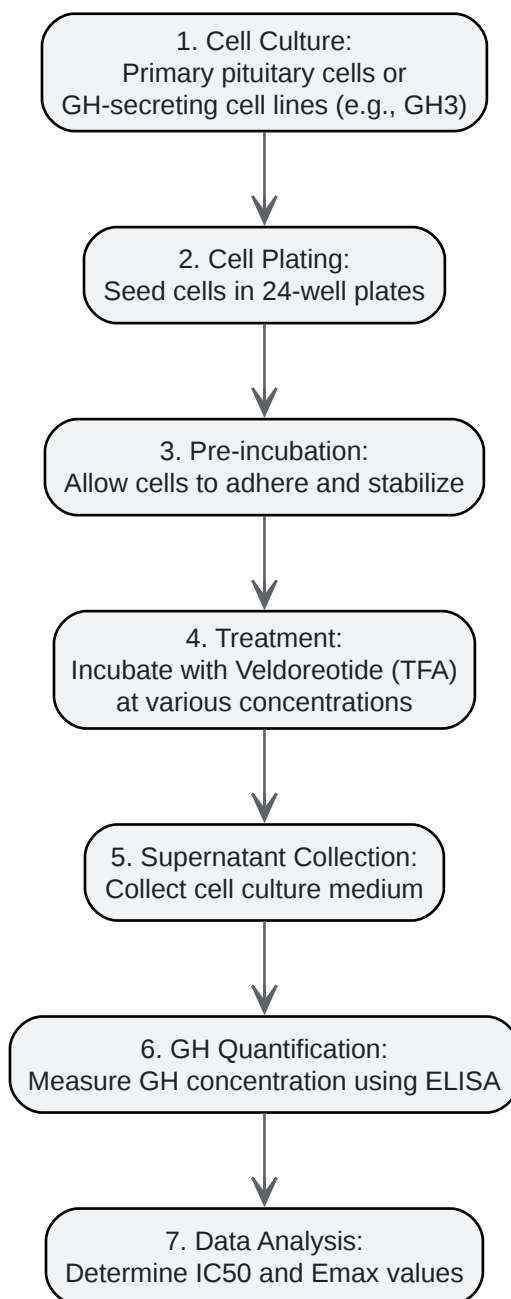 1. Cell Culture:
Primary pituitary cells or
GH-secreting cell lines (e.g., GH3)
2. Cell Plating:
Seed cells in 24-well plates
3. Pre-incubation:
Allow cells to adhere and stabilize
4. Treatment:
Incubate with Veldoreotide (TFA)
at various concentrations
5. Supernatant Collection:
Collect cell culture medium
6. GH Quantification:
Measure GH concentration using ELISA
7. Data Analysis:
Determine IC50 and Emax values